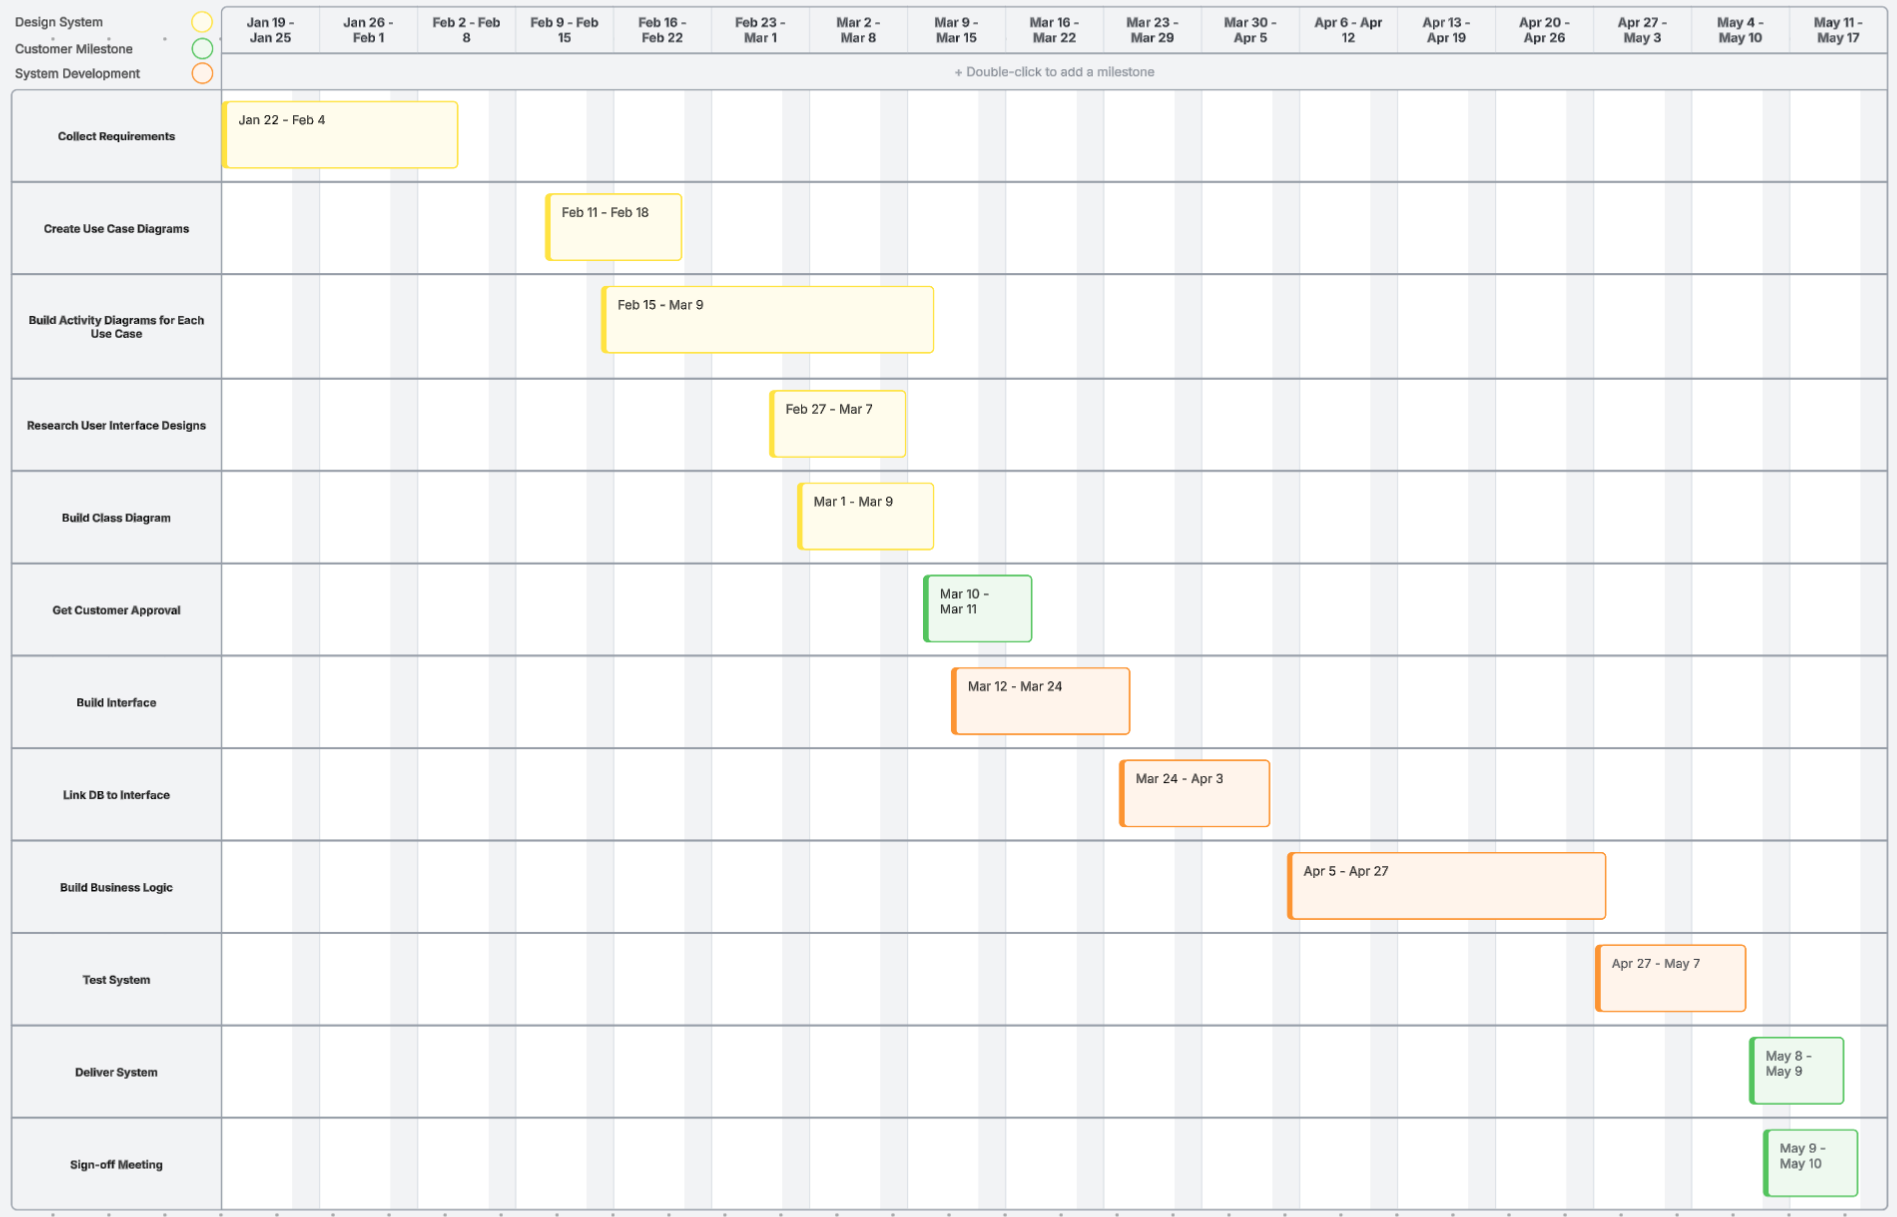 Design System
Customer Milestone
System Development
Jan 19 -
Jan 25
Jan 26 -
Feb 1
Feb 2 - Feb
8
Feb 9 - Feb
15
Feb 16 -
Feb 22
Feb 23 -
Mar 1
Mar 2 -
Mar 8
Mar 9 -
Mar 15
Mar 16 -
Mar 22
Mar 23 -
Mar 29
Mar 30 -
Apr 5
Apr 6 - Apr
12
Apr 13 -
Apr 19
Apr 20 -
Apr 26
Apr 27 -
May 3
May 4 -
May 10
May 11 -
May 17
+ Double-click to add a milestone
Collect Requirements
Jan 22 - Feb 4
Create Use Case Diagrams
Feb 11 - Feb 18
Build Activity Diagrams for Each
Use Case
Feb 15 - Mar 9
Research User Interface Designs
Feb 27 - Mar 7
Build Class Diagram
Mar 1 - Mar 9
Get Customer Approval
Mar 10 -
Mar 11
Build Interface
Mar 12 - Mar 24
Link DB to Interface
Mar 24 - Apr 3
Build Business Logic
Apr 5 - Apr 27
Test System
Apr 27 - May 7
Deliver System
May 8 -
May 9
Sign-off Meeting
May 9 -
May 10